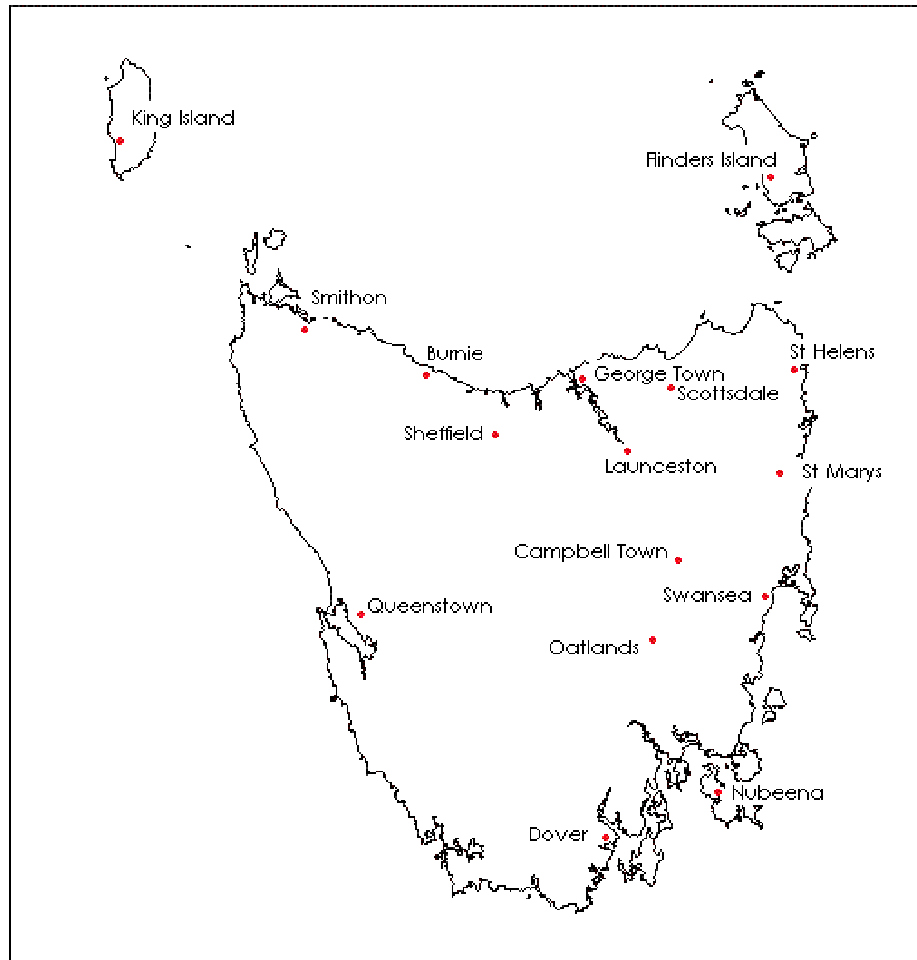 King Island
Flinders Island
Smithon
Burnie
St Helens
George Town
Scottsdale
Sheffield
Launceston
St Marys
Campbell Town
Swansea
Queenstown
Oatlands
Nubeena
Dover